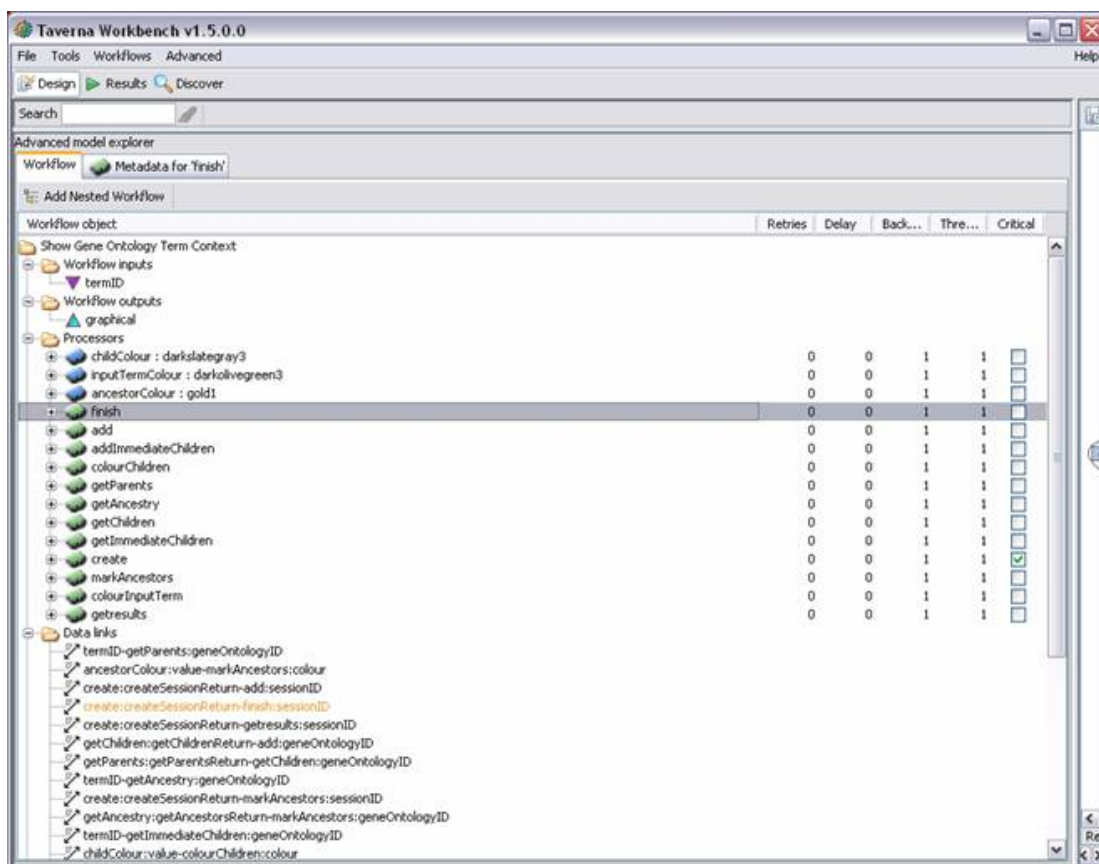 Taverna Workbench v1.5.0.0
File Tools Workflows Advanced Help
Design Results Discover
Search
Advanced model explorer
Workflow Metadata for 'finish'
Add Nested Workflow
Workflow object Retries Delay Back... Thre... Critical
Show Gene Ontology Term Context
Workflow inputs
termID
Workflow outputs
graphical
Processors
childColour : darkslategray3 0 0 1 1
inputTermColour : darkolivegreen3 0 0 1 1
ancestorColour : gold1 0 0 1 1
finish 0 0 1 1
add 0 0 1 1
addImmediateChildren 0 0 1 1
colourChildren 0 0 1 1
getParents 0 0 1 1
getAncestry 0 0 1 1
getChildren 0 0 1 1
getImmediateChildren 0 0 1 1
create 0 0 1 1
markAncestors 0 0 1 1
colourInputTerm 0 0 1 1
getresults 0 0 1 1
Data links
termID-getParents:geneOntologyID
ancestorColour:value-markAncestors:colour
create:createSessionReturn-add:sessionID
create:createSessionReturn-finish:sessionID
create:createSessionReturn-getresults:sessionID
getChildren:getChildrenReturn-add:geneOntologyID
getParents:getParentsReturn-getChildren:geneOntologyID
termID-getAncestry:geneOntologyID
create:createSessionReturn-markAncestors:sessionID
getAncestry:getAncestorsReturn-markAncestors:geneOntologyID
termID-getImmediateChildren:geneOntologyID
Re
childColour:value-colourChildren:colour